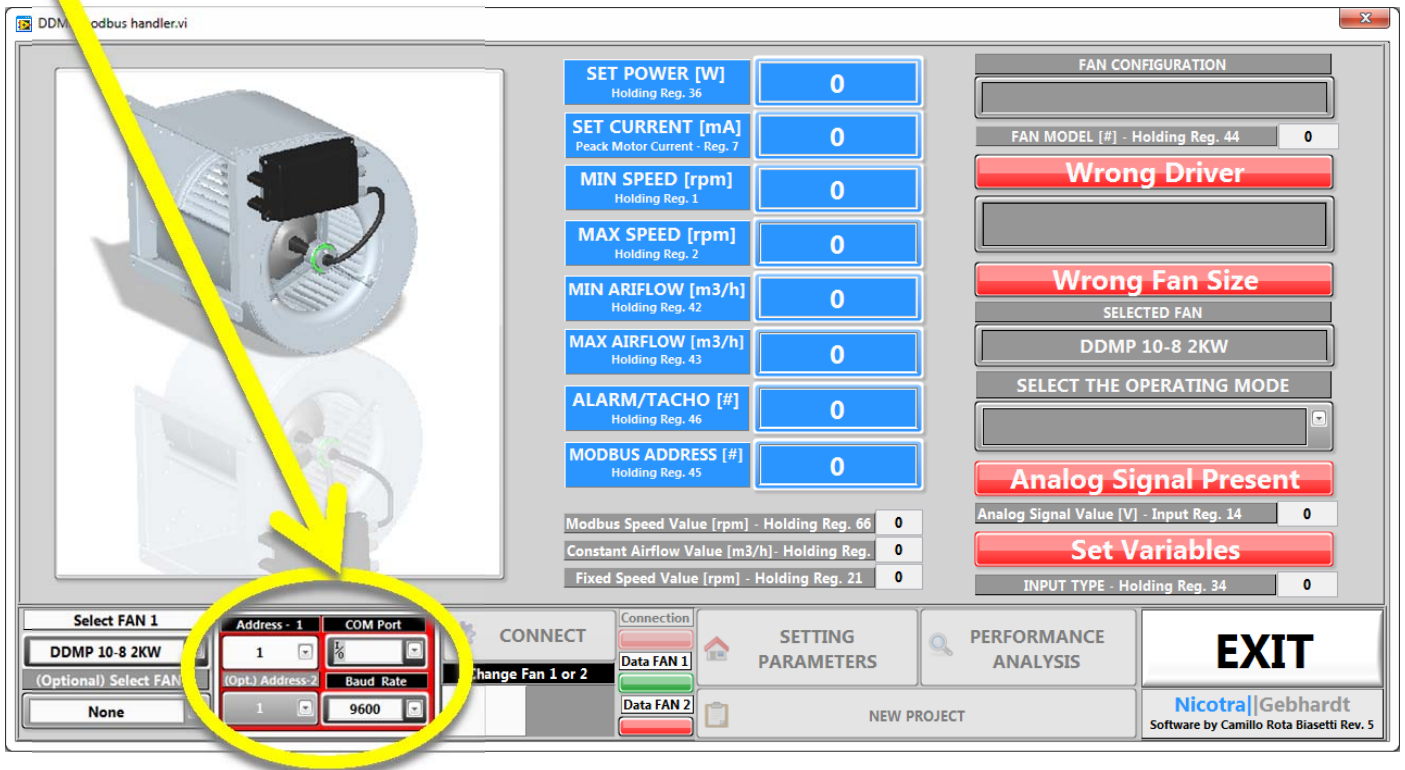 DDM odbus handler.vi
x
SET POWER [W]
Holding Reg. 36
0
SET CURRENT [mA]
Peack Motor Current - Reg. 7
0
MIN SPEED [rpm]
Holding Reg. 1
0
MAX SPEED [rpm]
Holding Reg. 2
0
MIN ARIFLOW [m3/h]
Holding Reg. 42
0
MAX AIRFLOW [m3/h]
Holding Reg. 43
0
ALARM/TACHO [#]
Holding Reg. 46
0
MODBUS ADDRESS [#]
Holding Reg. 45
0
Modbus Speed Value [rpm] - Holding Reg. 66 0
Constant Airflow Value [m3/h]- Holding Reg. 0
Fixed Speed Value [rpm] - Holding Reg. 21 0
FAN CONFIGURATION
FAN MODEL [#] - Holding Reg. 44 0
Wrong Driver
Wrong Fan Size
SELECTED FAN
DDMP 10-8 2KW
SELECT THE OPERATING MODE
Analog Signal Present
Analog Signal Value [V] - Input Reg. 14 0
Set Variables
INPUT TYPE - Holding Reg. 34 0
Select FAN 1
DDMP 10-8 2KW
(Optional) Select FAN
None
Address - 1
1
(Opt.) Address-2
1
COM Port
I/O
Baud Rate
9600
CONNECT
Change Fan 1 or 2
Connection
Data FAN 1
Data FAN 2
SETTING
PARAMETERS
PERFORMANCE
ANALYSIS
NEW PROJECT
EXIT
Nicotra||Gebhardt
Software by Camillo Rota Biasetti Rev. 5